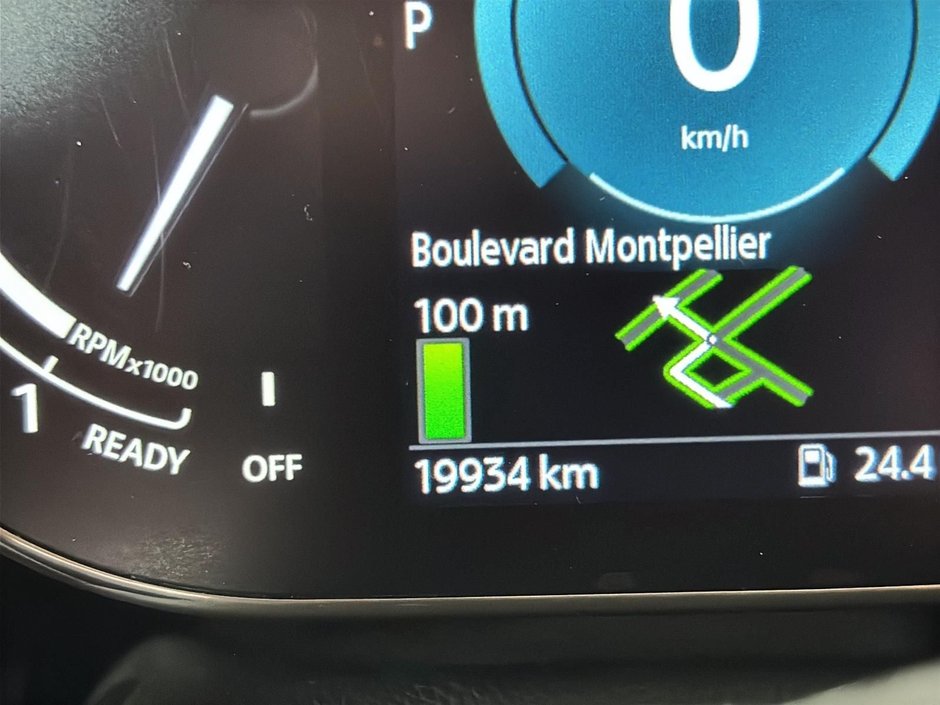 P
0
km/h
Boulevard Montpellier
100 m
RPMx1000
1
READY
OFF
19934 km
24.4